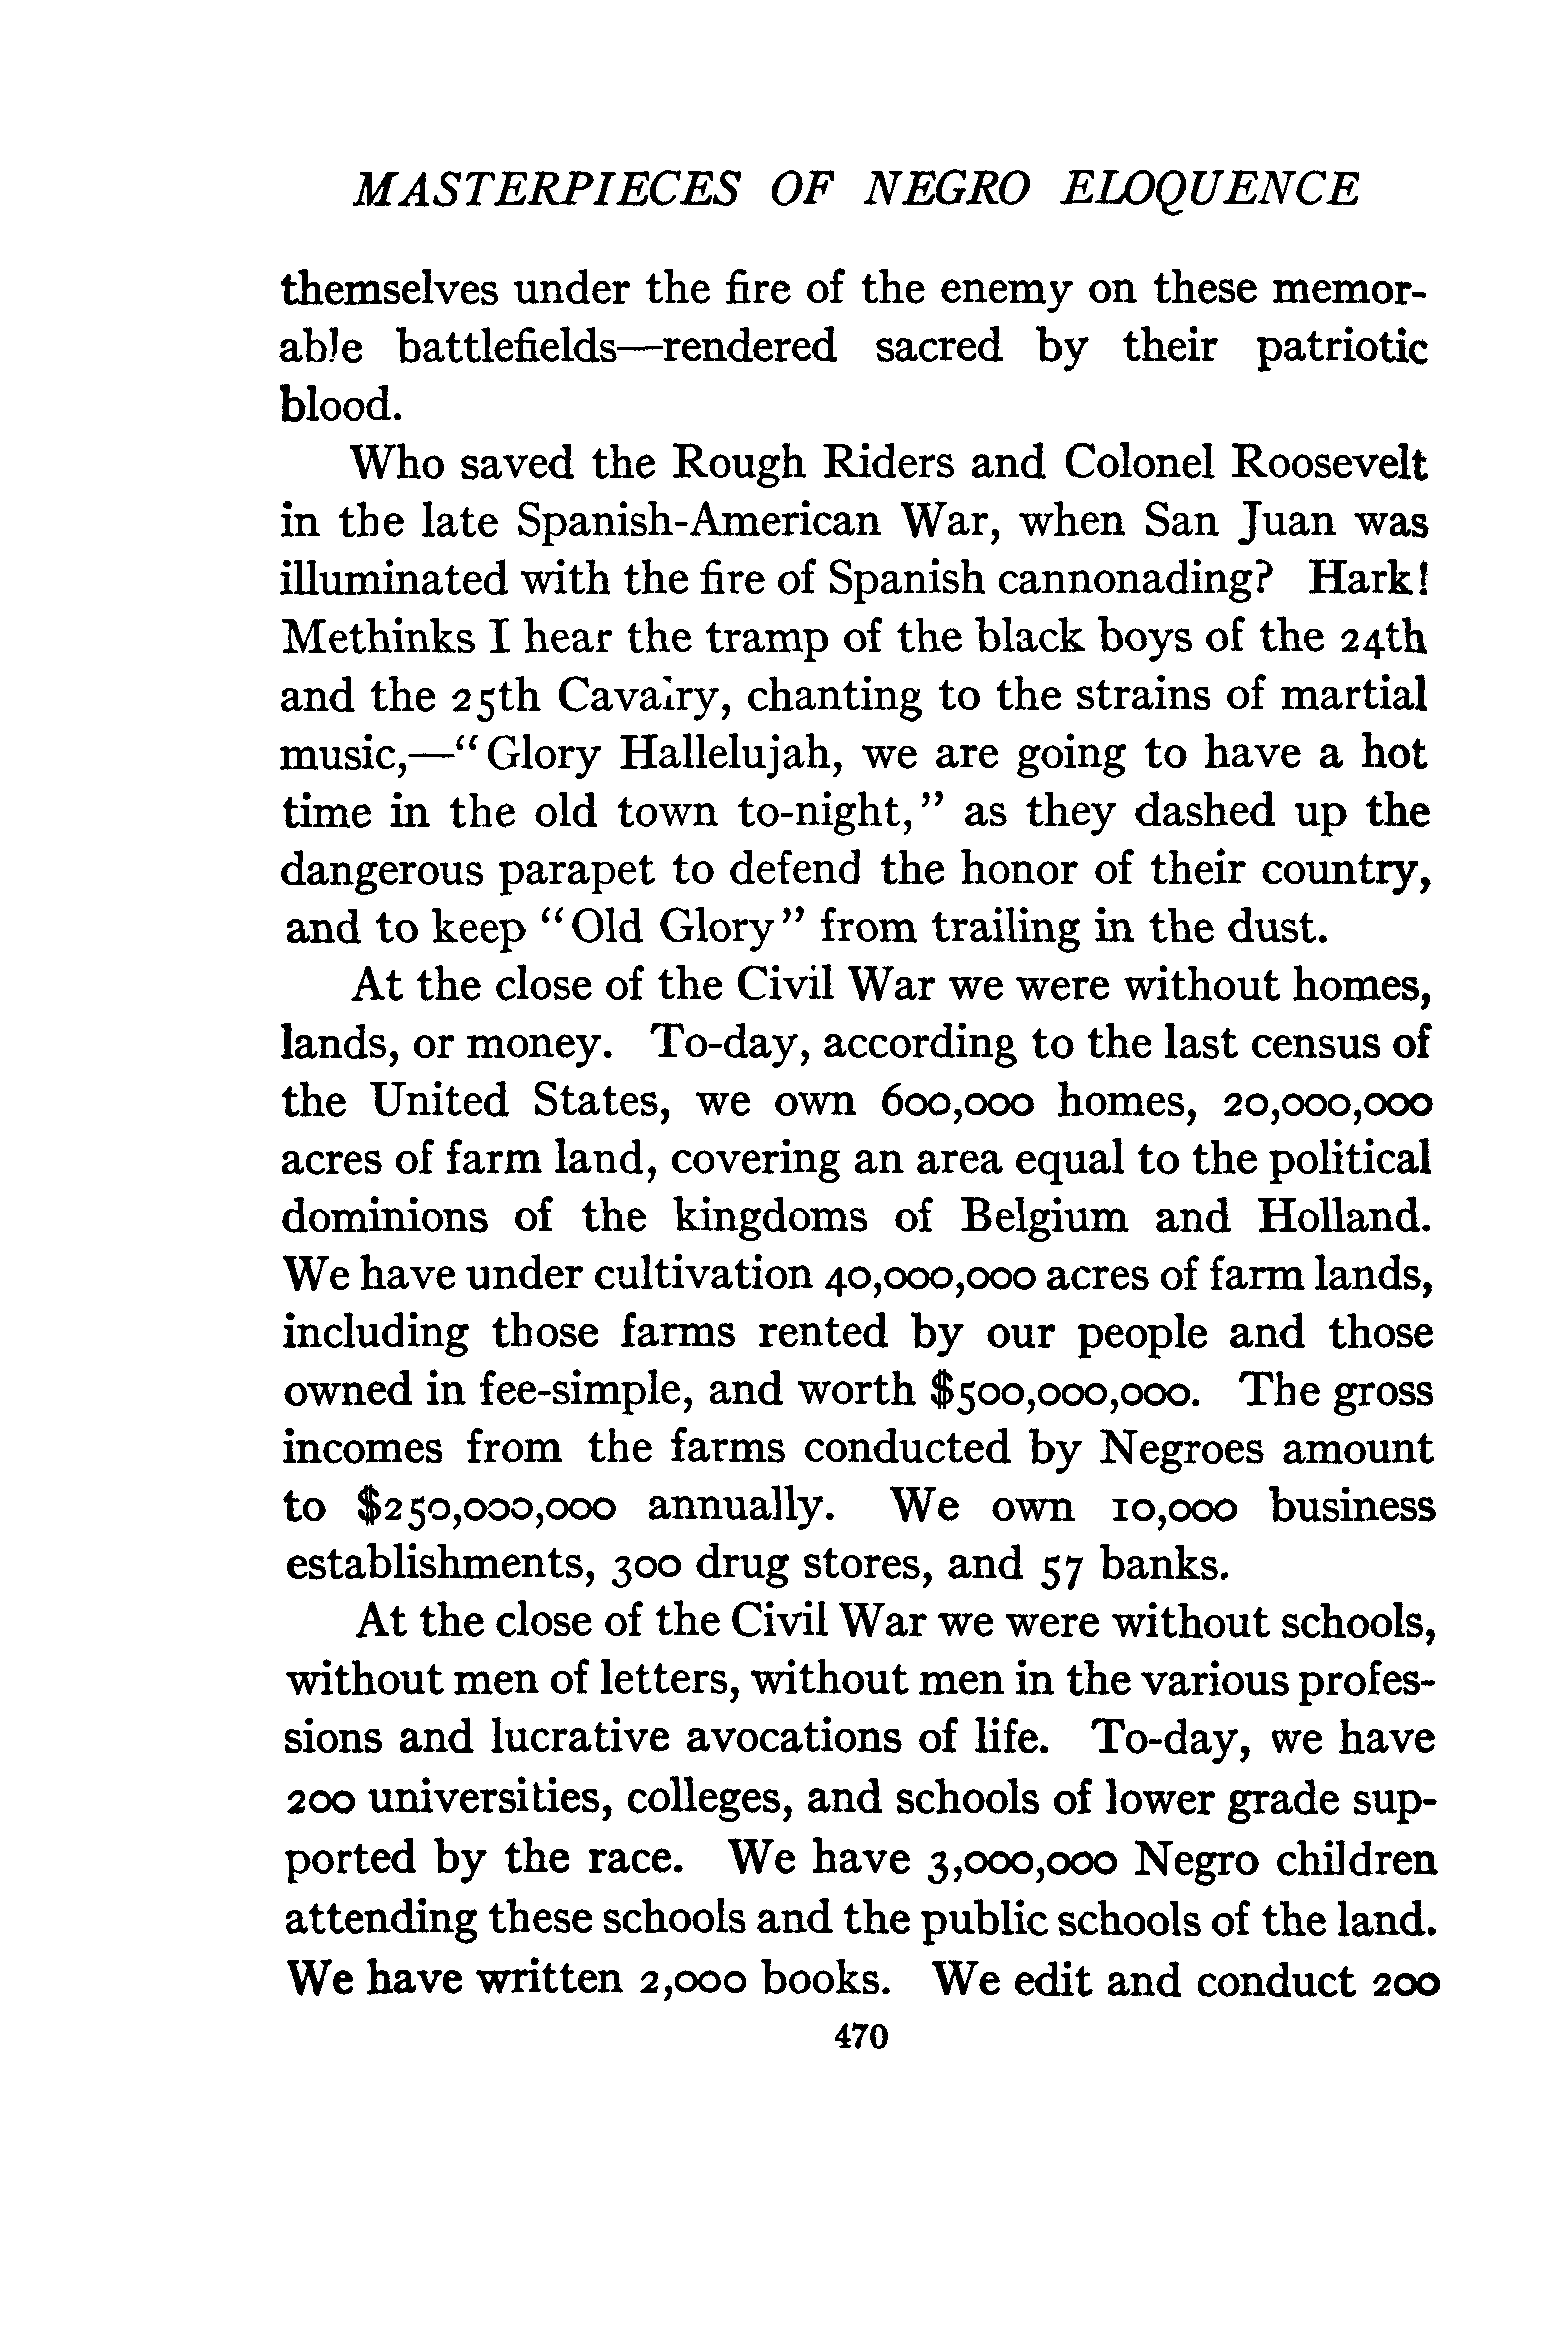 MASTERPIECES OF NEGRO ELOQUENCE
themselves under the fire of the enemy on these memor-
able battlefields—rendered sacred by their patriotic
blood.
Who saved the Rough Riders and Colonel Roosevelt
in the late Spanish-American War, when San Juan was
illuminated with the fire of Spanish cannonading? Hark!
Methinks I hear the tramp of the black boys of the 24th
and the 25th Cavalry, chanting to the strains of martial
music,—"Glory Hallelujah, we are going to have a hot
time in the old town to-night," as they dashed up the
dangerous parapet to defend the honor of their country,
and to keep "Old Glory" from trailing in the dust.
At the close of the Civil War we were without homes,
lands, or money. To-day, according to the last census of
the United States, we own 600,000 homes, 20,000,000
acres of farm land, covering an area equal to the political
dominions of the kingdoms of Belgium and Holland.
We have under cultivation 40,000,000 acres of farm lands,
including those farms rented by our people and those
owned in fee-simple, and worth $500,000,000. The gross
incomes from the farms conducted by Negroes amount
to $250,000,000 annually. We own 10,000 business
establishments, 300 drug stores, and 57 banks.
At the close of the Civil War we were without schools,
without men of letters, without men in the various profes-
sions and lucrative avocations of life. To-day, we have
200 universities, colleges, and schools of lower grade sup-
ported by the race. We have 3,000,000 Negro children
attending these schools and the public schools of the land.
We have written 2,000 books. We edit and conduct 200
470